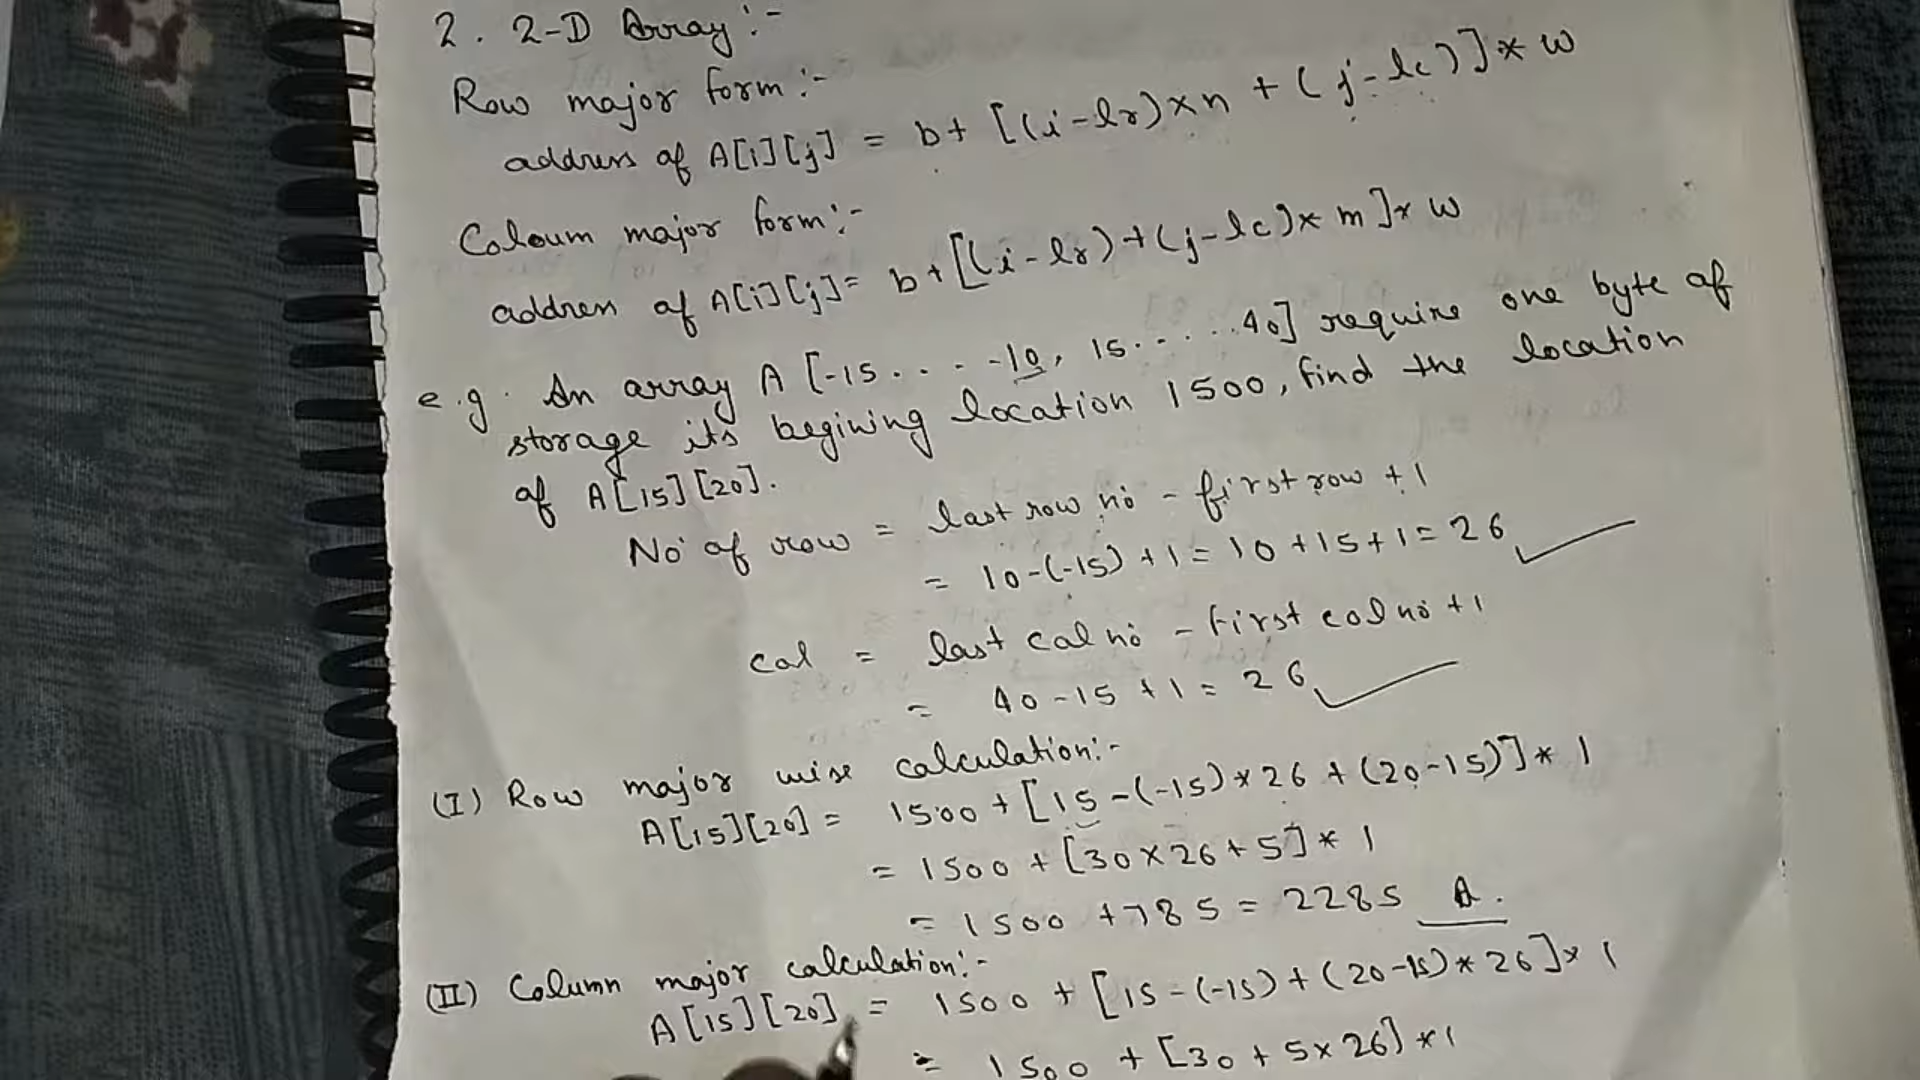 2. 2-D Array:-
Row major form:-
address of A[i][j] = b+ [(i-lr)×n + (j-lc)]* w
Coloum major form:-
address of A[i][j]= b+[(i-lr)+(j-lc)× m]* w
e.g. An array A [-15.... -10, 15......40] require one byte of
storage its begining location 1500, find the location
of A[15][20].
No of row = last row no - first row +1
= 10-(-15)+1= 10+15+1=26
col = last col no - first col no +1
= 40-15+1= 26
(I) Row major wise calculation:-
A[15][20]= 1500+[15-(-15)*26+(20-15)]* 1
= 1500+[30×26+5]* 1
= 1500+785=2285 A.
(II) Column major calculation:-
A[15][20] = 1500 + [15-(-15)+(20-15)*26]* 1
= 1500 + [30+5×26]*1